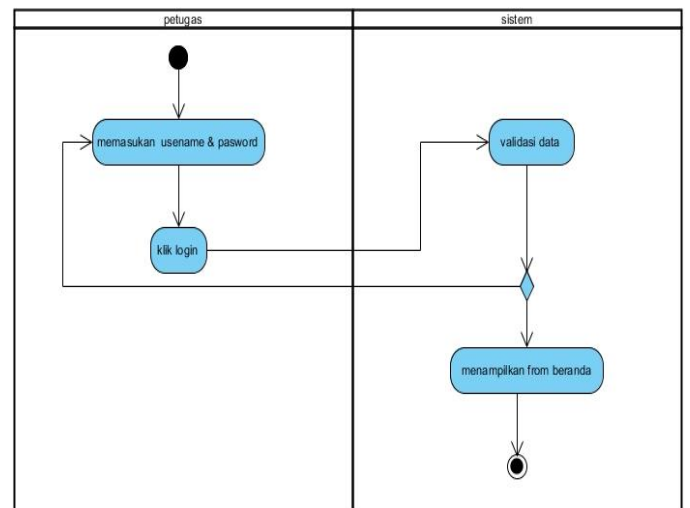 petugas
sistem
memasukan usename & pasword
validasi data
klik login
menampilkan from beranda